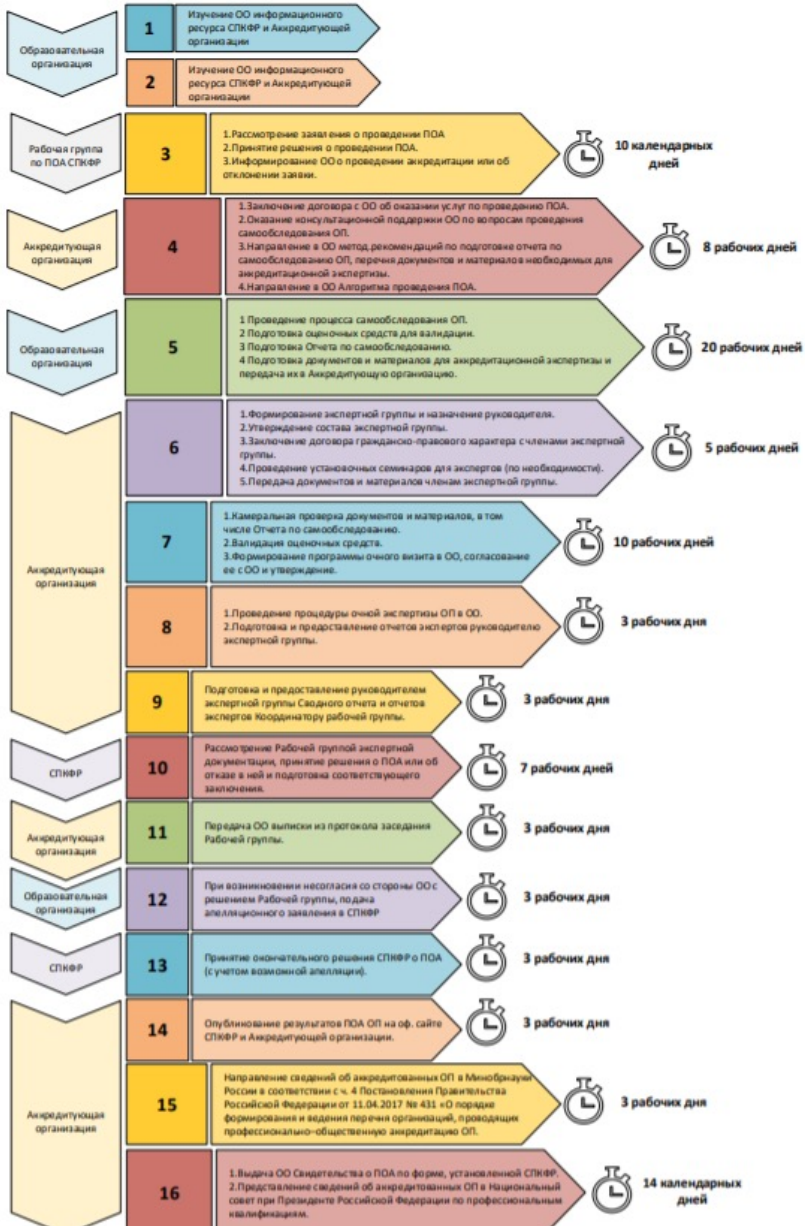 Образовательная
организация
1
Изучение ОО информационного
ресурса СПКФР и Аккредитующей
организации
2
Изучение ОО информационного
ресурса СПКФР и Аккредитующей
организации
Рабочая группа
по ПОА СПКФР
3
1.Рассмотрение заявления о проведении ПОА
2.Принятие решения о проведении ПОА.
3.Информирование ОО о проведении аккредитации или об
отклонении заявки.
10 календарных
дней
Аккредитующая
организация
4
1.Заключение договора с ОО об оказании услуг по проведению ПОА.
2.Оказание консультационной поддержки ОО по вопросам проведения
самообследования ОП.
3.Направление в ОО метод.рекомендаций по подготовке отчета по
самообследованию ОП, перечня документов и материалов необходимых для
аккредитационной экспертизы.
4.Направление в ОО Алгоритма проведения ПОА.
8 рабочих дней
Образовательная
организация
5
1 Проведение процесса самообследования ОП.
2 Подготовка оценочных средств для валидации.
3 Подготовка Отчета по самообследованию.
4 Подготовка документов и материалов для аккредитационной экспертизы и
передача их в Аккредитующую организацию.
20 рабочих дней
Аккредитующая
организация
6
1.Формирование экспертной группы и назначение руководителя.
2.Утверждение состава экспертной группы.
3.Заключение договора гражданско-правового характера с членами экспертной
группы.
4.Проведение установочных семинаров для экспертов (по необходимости).
5.Передача документов и материалов членам экспертной группы.
5 рабочих дней
7
1.Камеральная проверка документов и материалов, в том
числе Отчета по самообследованию.
2.Валидация оценочных средств.
3.Формирование программы очного визита в ОО, согласование
ее с ОО и утверждение.
10 рабочих дней
8
1.Проведение процедуры очной экспертизы ОП в ОО.
2.Подготовка и предоставление отчетов экспертов руководителю
экспертной группы.
3 рабочих дня
9
Подготовка и предоставление руководителем
экспертной группы Сводного отчета и отчетов
экспертов Координатору рабочей группы.
3 рабочих дня
СПКФР
10
Рассмотрение Рабочей группой экспертной
документации, принятие решения о ПОА или об
отказе в ней и подготовка соответствующего
заключения.
7 рабочих дней
Аккредитующая
организация
11
Передача ОО выписки из протокола заседания
Рабочей группы.
3 рабочих дня
Образовательная
организация
12
При возникновении несогласия со стороны ОО с
решением Рабочей группы, подача
апелляционного заявления в СПКФР
3 рабочих дня
СПКФР
13
Принятие окончательного решения СПКФР о ПОА
(с учетом возможной апелляции).
3 рабочих дня
Аккредитующая
организация
14
Опубликование результатов ПОА ОП на оф. сайте
СПКФР и Аккредитующей организации.
3 рабочих дня
15
Направление сведений об аккредитованных ОП в Минобрнауки
России в соответствии с ч. 4 Постановления Правительства
Российской Федерации от 11.04.2017 № 431 «О порядке
формирования и ведения перечня организаций, проводящих
профессионально–общественную аккредитацию ОП.
3 рабочих дня
16
1.Выдача ОО Свидетельства о ПОА по форме, установленной СПКФР.
2.Представление сведений об аккредитованных ОП в Национальный
совет при Президенте Российской Федерации по профессиональным
квалификациям.
14 календарных
дней